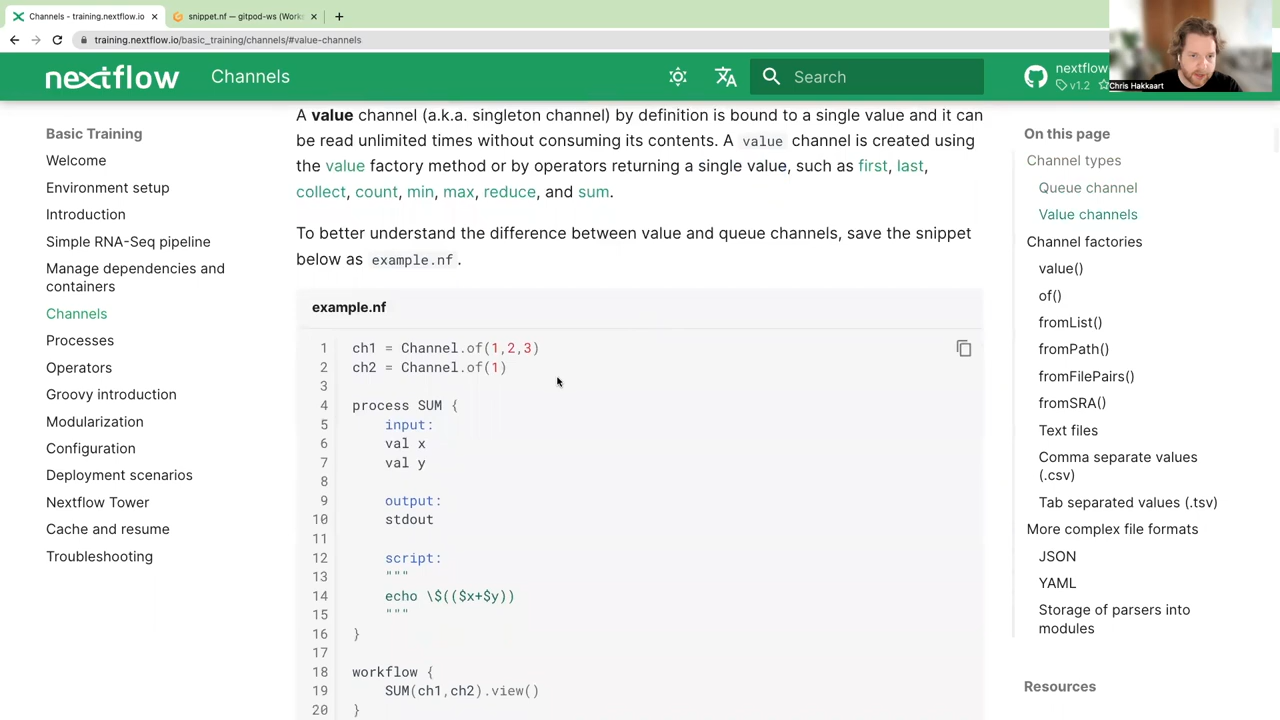 Channels - training.nextflow.io
snippet.nf — gitpod-ws (Works
training.nextflow.io/basic_training/channels/#value-channels
nextflow
Channels
Search
nextflow
v1.2
Chris Hakkaart
Basic Training
Welcome
Environment setup
Introduction
Simple RNA-Seq pipeline
Manage dependencies and
containers
Channels
Processes
Operators
Groovy introduction
Modularization
Configuration
Deployment scenarios
Nextflow Tower
Cache and resume
Troubleshooting
A value channel (a.k.a. singleton channel) by definition is bound to a single value and it can
be read unlimited times without consuming its contents. A value channel is created using
the value factory method or by operators returning a single value, such as first, last,
collect, count, min, max, reduce, and sum.
To better understand the difference between value and queue channels, save the snippet
below as example.nf.
example.nf
1 ch1 = Channel.of(1,2,3)
2 ch2 = Channel.of(1)
3
4 process SUM {
5 input:
6 val x
7 val y
8
9 output:
10 stdout
11
12 script:
13 """
14 echo \$(($x+$y))
15 """
16 }
17
18 workflow {
19 SUM(ch1,ch2).view()
20 }
On this page
Channel types
Queue channel
Value channels
Channel factories
value()
of()
fromList()
fromPath()
fromFilePairs()
fromSRA()
Text files
Comma separate values
(.csv)
Tab separated values (.tsv)
More complex file formats
JSON
YAML
Storage of parsers into
modules
Resources